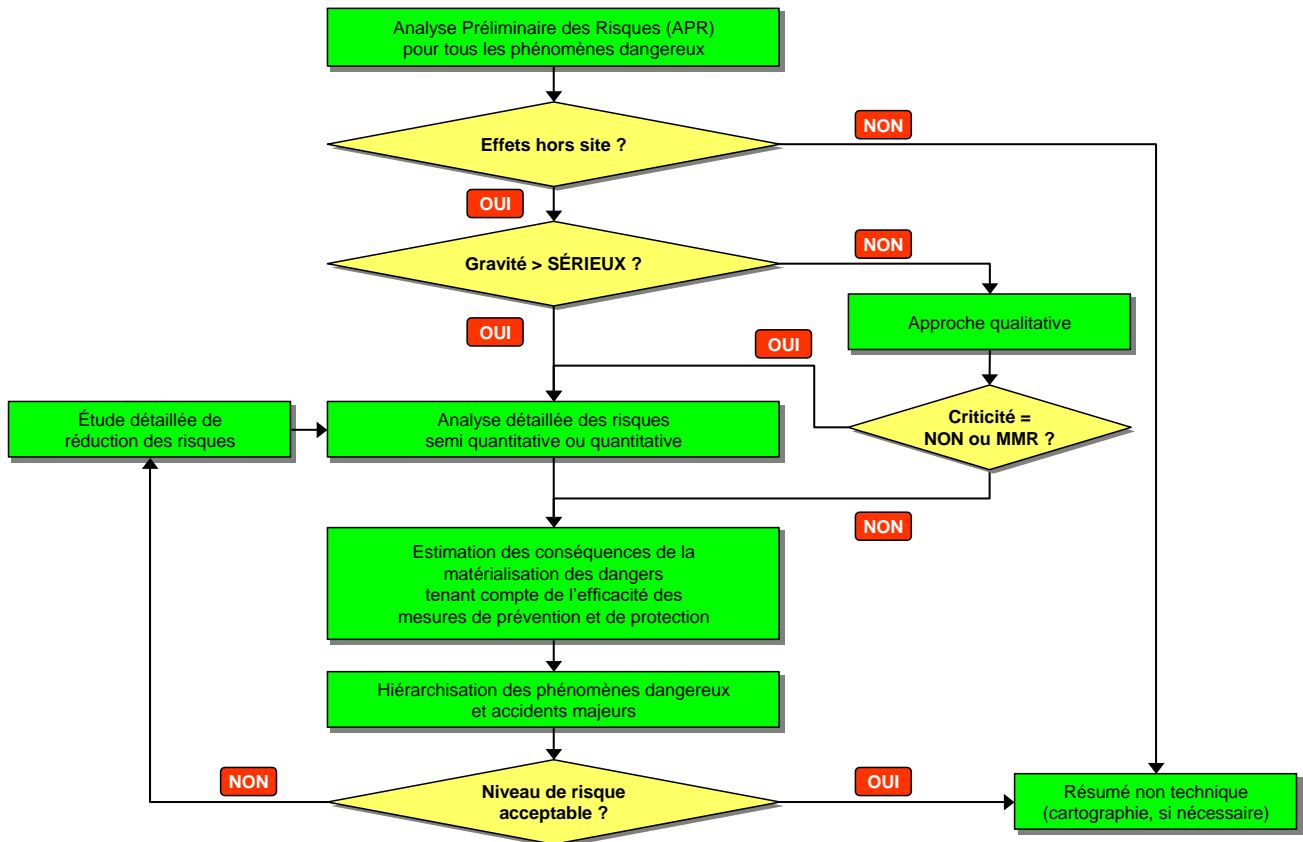 Analyse Préliminaire des Risques (APR)
pour tous les phénomènes dangereux
NON
Effets hors site ?
OUI
NON
Gravité > SÉRIEUX ?
Approche qualitative
OUI
OUI
Étude détaillée de
réduction des risques
Analyse détaillée des risques
semi quantitative ou quantitative
Criticité =
NON ou MMR ?
NON
Estimation des conséquences de la
matérialisation des dangers
tenant compte de l’efficacité des
mesures de prévention et de protection
Hiérarchisation des phénomènes dangereux
et accidents majeurs
NON
Niveau de risque
acceptable ?
OUI
Résumé non technique
(cartographie, si nécessaire)